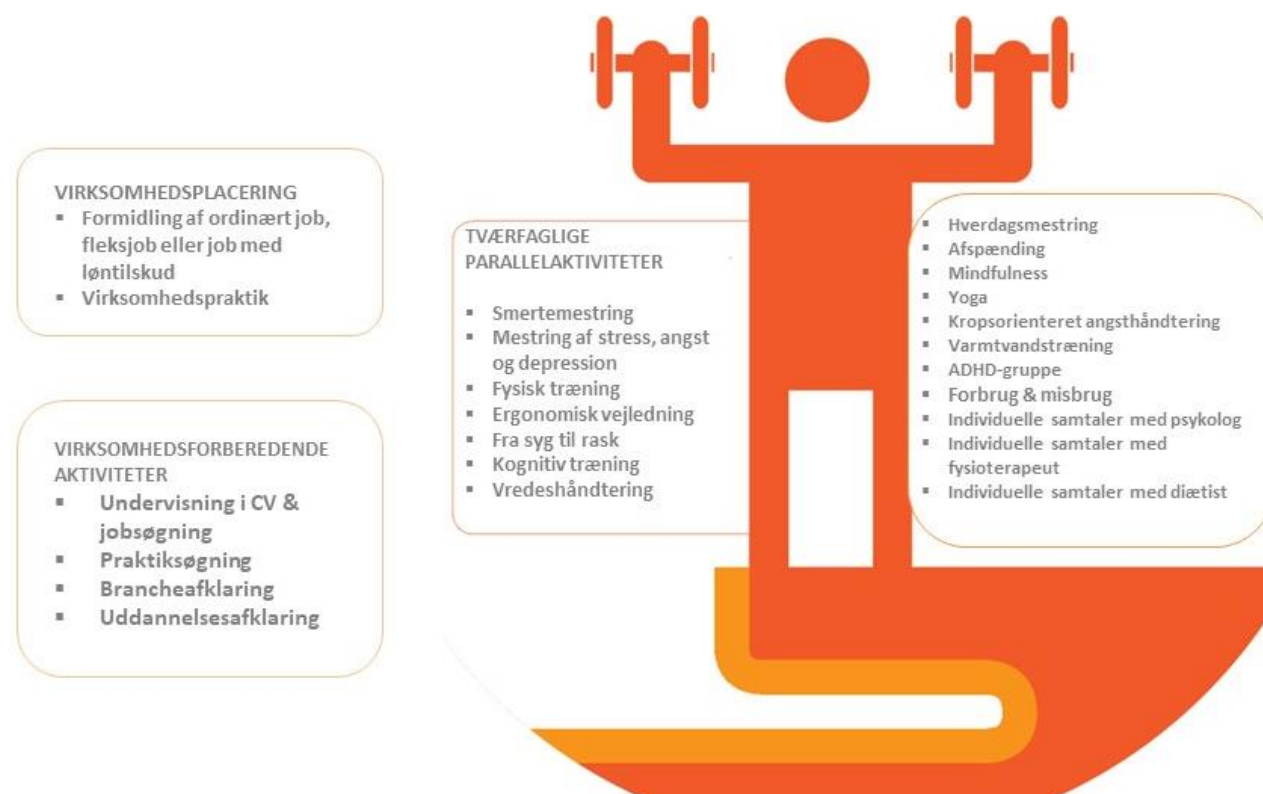 VIRKSOMHEDSPLACERING
▪ Formidling af ordinært job,
fleksjob eller job med
løntilskud
▪ Virksomhedspraktik
VIRKSOMHEDSFORBEREDENDE
AKTIVITETER
▪ Undervisning i CV &
jobsøgning
▪ Praktiksøgning
▪ Brancheafklaring
▪ Uddannelsesafklaring
TVÆRFAGLIGE
PARALLELAKTIVITETER
▪ Smertemestring
▪ Mestring af stress, angst
og depression
▪ Fysisk træning
▪ Ergonomisk vejledning
▪ Fra syg til rask
▪ Kognitiv træning
▪ Vredeshåndtering
▪ Hverdagsmestring
▪ Afspænding
▪ Mindfulness
▪ Yoga
▪ Kropsorienteret angsthåndtering
▪ Varmtvandstræning
▪ ADHD-gruppe
▪ Forbrug & misbrug
▪ Individuelle samtaler med psykolog
▪ Individuelle samtaler med
fysioterapeut
▪ Individuelle samtaler med diætist